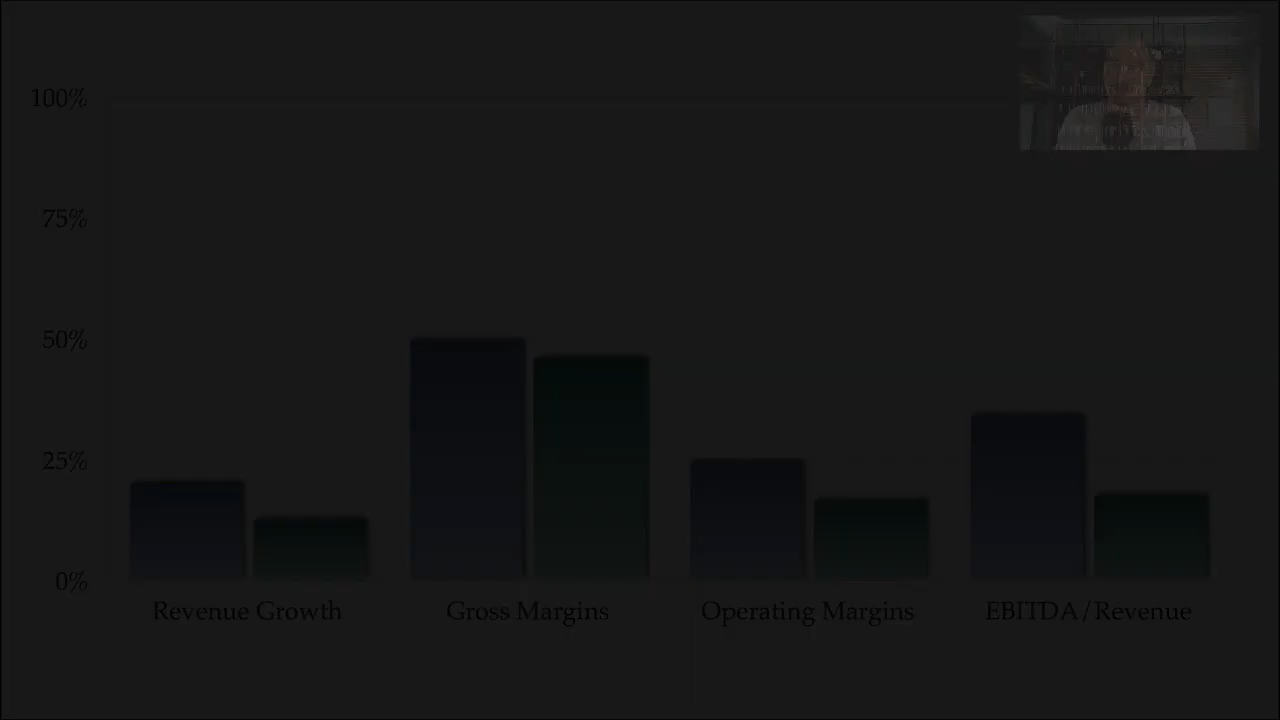 100%
75%
50%
25%
0%
Revenue Growth
Gross Margins
Operating Margins
EBITDA/Revenue